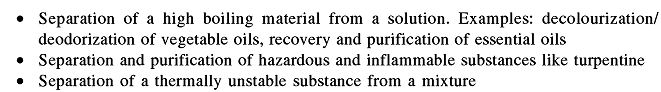 • Separation of a high boiling material from a solution. Examples: decolourization/
deodorization of vegetable oils, recovery and purification of essential oils
• Separation and purification of hazardous and inflammable substances like turpentine
• Separation of a thermally unstable substance from a mixture